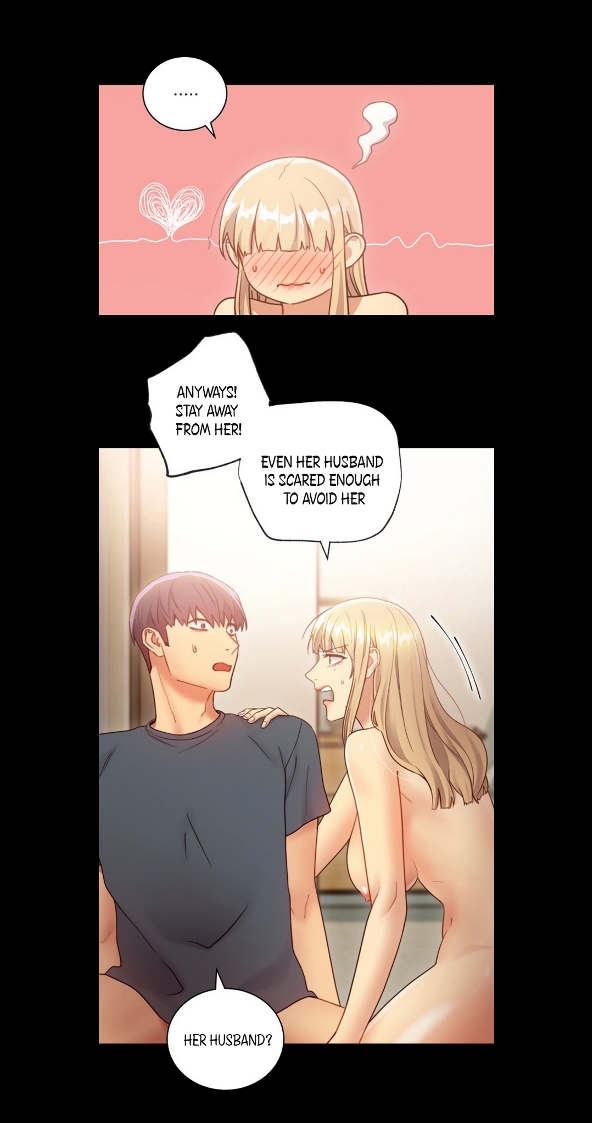 .....
ANYWAYS!
STAY AWAY
FROM HER!
EVEN HER HUSBAND
IS SCARED ENOUGH
TO AVOID HER
HER HUSBAND?